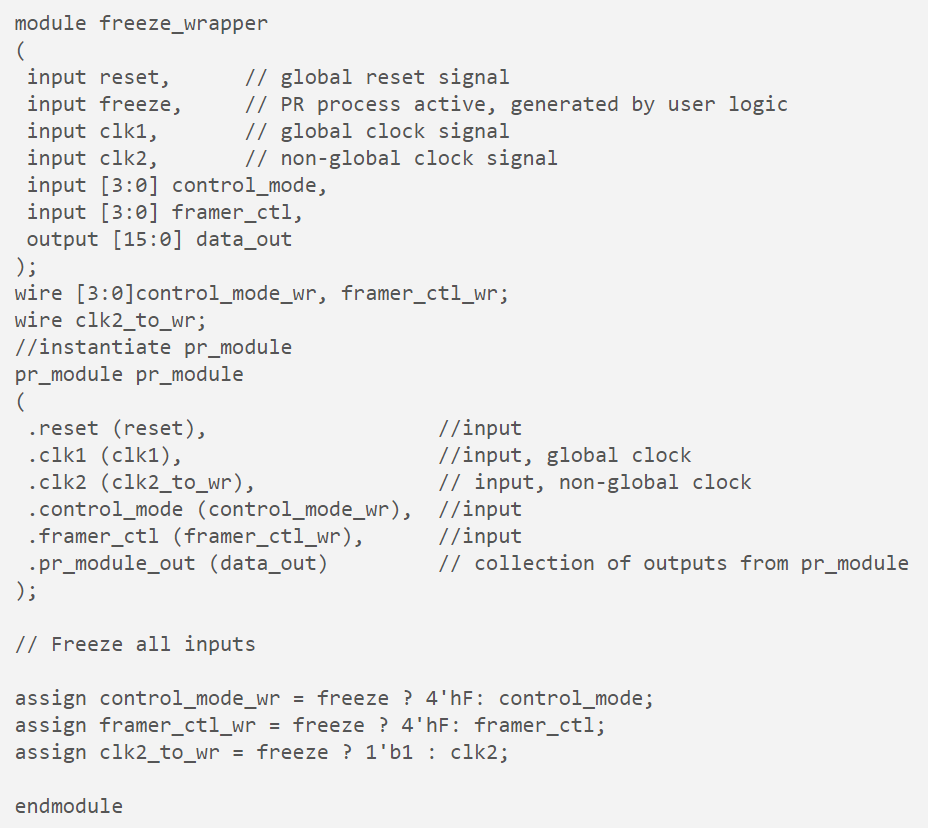 module freeze_wrapper
(
 input reset,      // global reset signal
 input freeze,     // PR process active, generated by user logic
 input clk1,       // global clock signal
 input clk2,       // non-global clock signal
 input [3:0] control_mode,
 input [3:0] framer_ctl,
 output [15:0] data_out
);
wire [3:0]control_mode_wr, framer_ctl_wr;
wire clk2_to_wr;
//instantiate pr_module
pr_module pr_module
(
 .reset (reset),                   //input
 .clk1 (clk1),                     //input, global clock
 .clk2 (clk2_to_wr),               // input, non-global clock
 .control_mode (control_mode_wr),  //input
 .framer_ctl (framer_ctl_wr),      //input
 .pr_module_out (data_out)         // collection of outputs from pr_module
);

// Freeze all inputs

assign control_mode_wr = freeze ? 4'hF: control_mode;
assign framer_ctl_wr = freeze ? 4'hF: framer_ctl;
assign clk2_to_wr = freeze ? 1'b1 : clk2;

endmodule